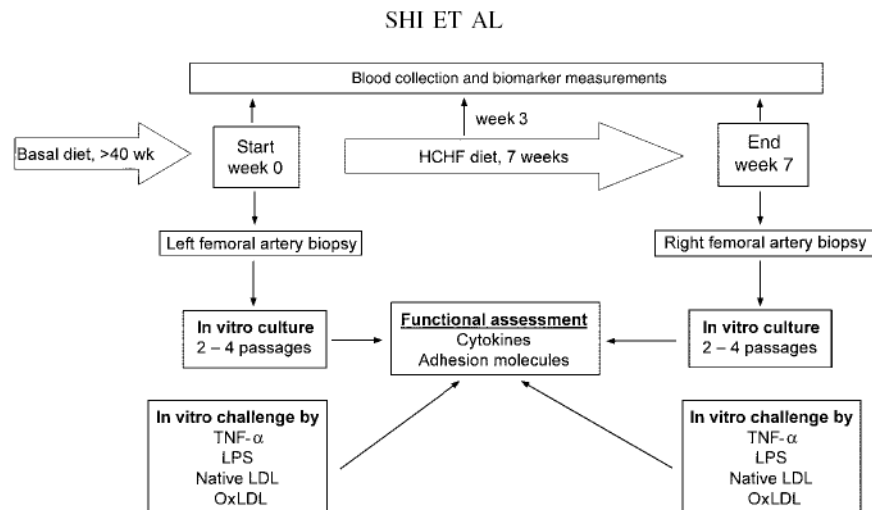 SHI ET AL
Blood collection and biomarker measurements
week 3
Basal diet, >40 wk
Start
week 0
HCHF diet, 7 weeks
End
week 7
Left femoral artery biopsy
Right femoral artery biopsy
In vitro culture
2 – 4 passages
Functional assessment
Cytokines
Adhesion molecules
In vitro culture
2 – 4 passages
In vitro challenge by
TNF-α
LPS
Native LDL
OxLDL
In vitro challenge by
TNF-α
LPS
Native LDL
OxLDL